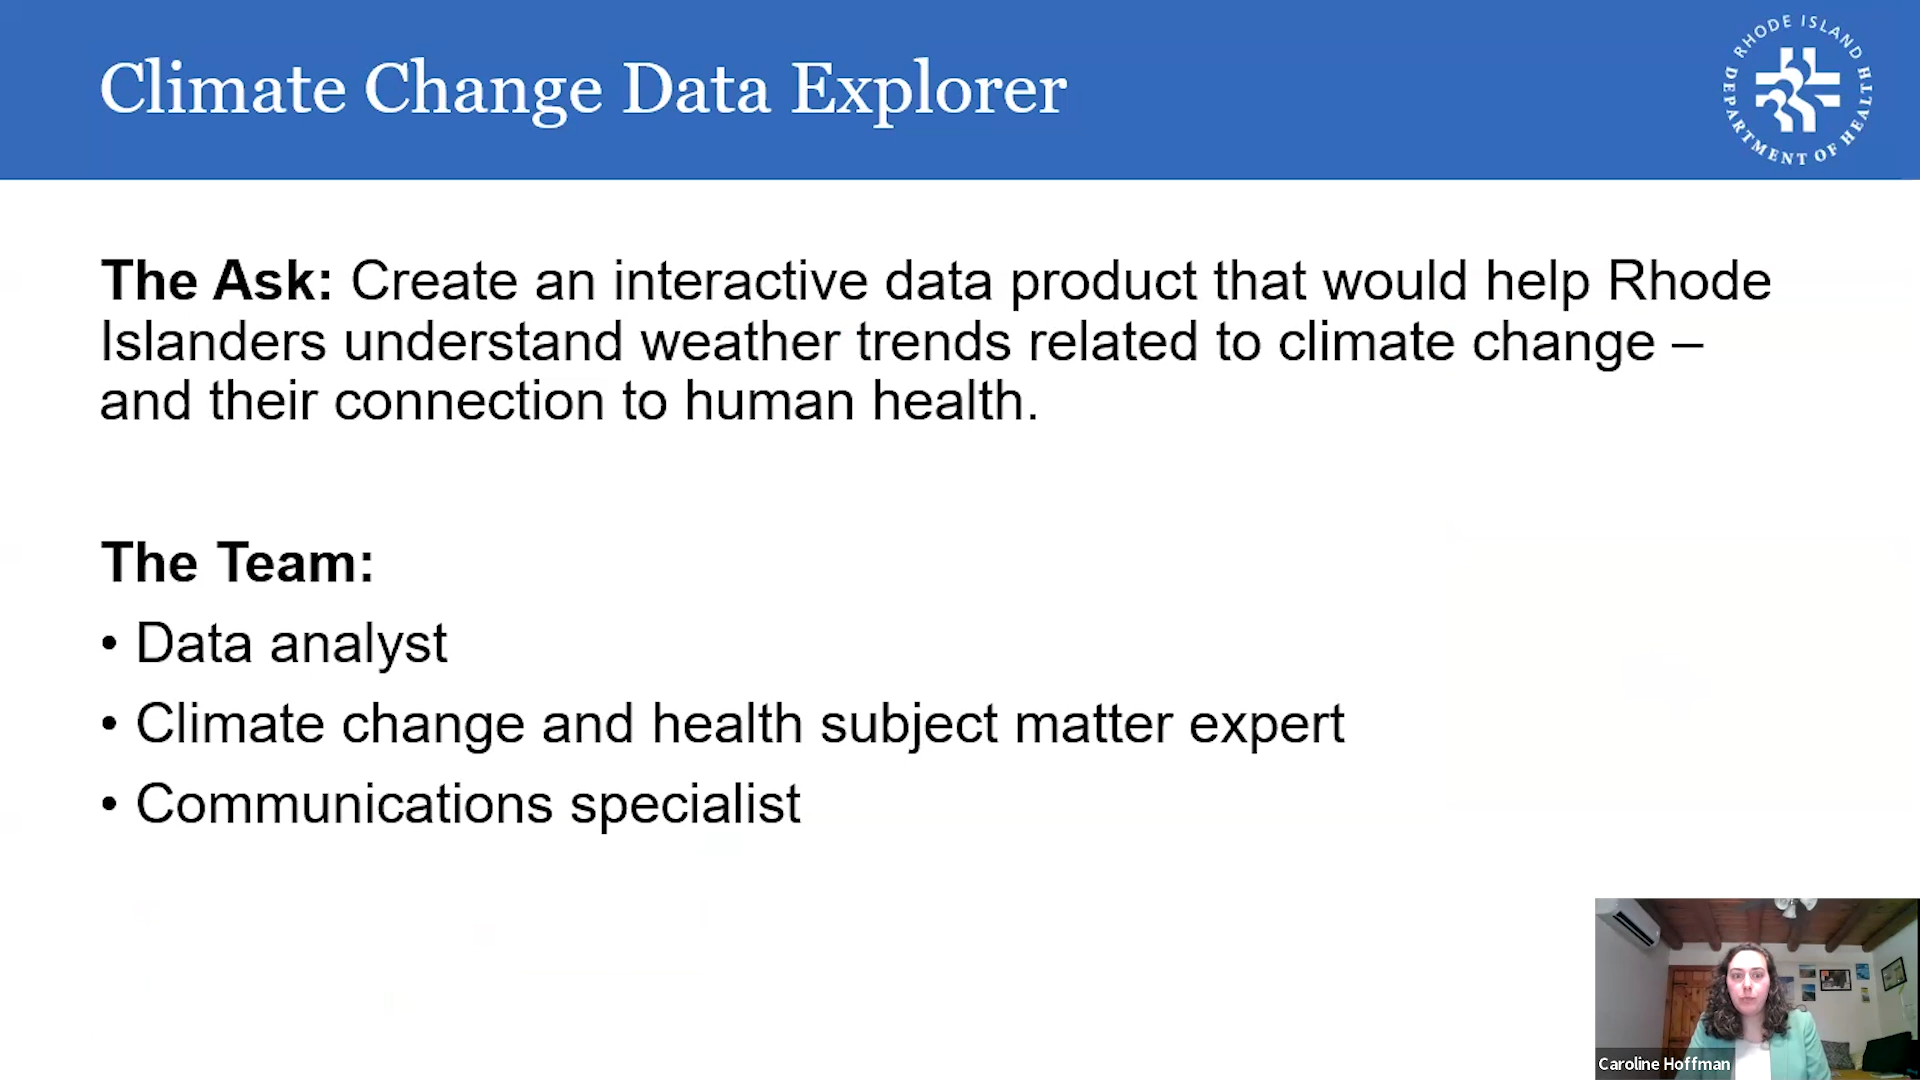 Climate Change Data Explorer
RHODE ISLAND
DEPARTMENT OF HEALTH
The Ask: Create an interactive data product that would help Rhode
Islanders understand weather trends related to climate change –
and their connection to human health.
The Team:
• Data analyst
• Climate change and health subject matter expert
• Communications specialist
Caroline Hoffman